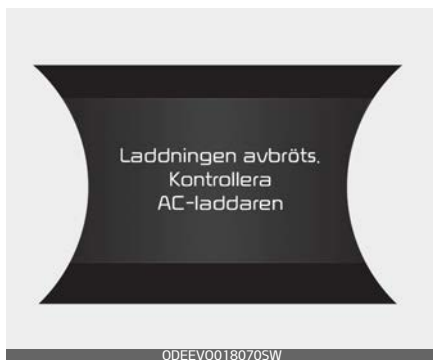 Laddningen avbröts,
Kontrollera
AC-laddaren
ODEEV0018070SW